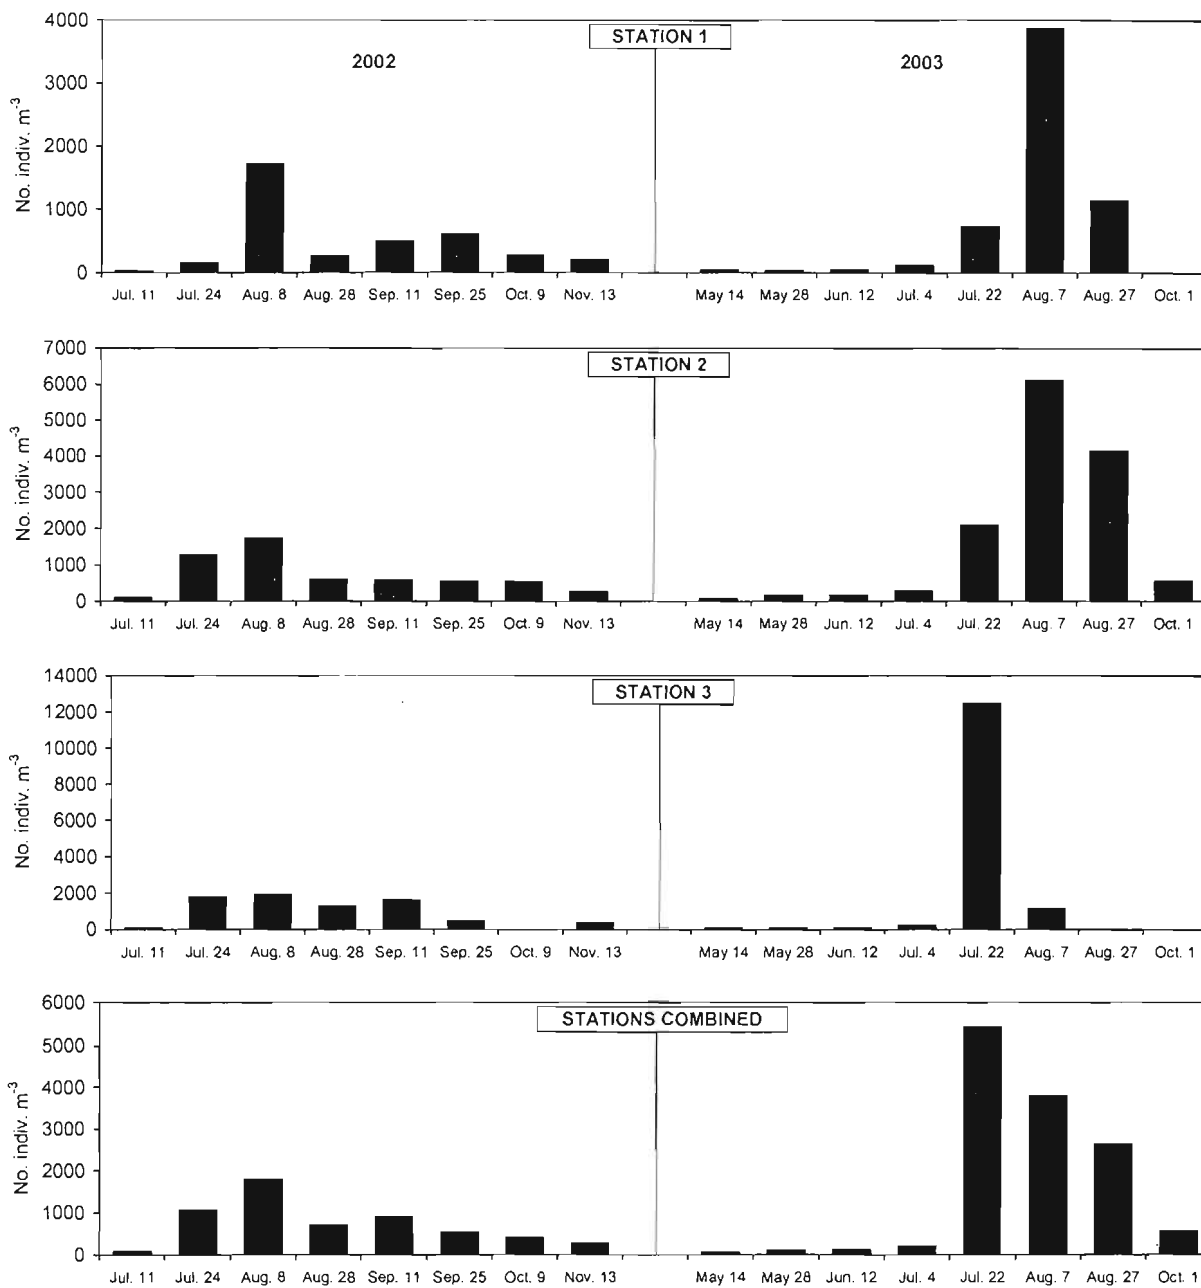 STATION 1
2002
2003
No. indiv. m-3
4000
3000
2000
1000
0
Jul. 11 Jul. 24 Aug. 8 Aug. 28 Sep. 11 Sep. 25 Oct. 9 Nov. 13 May 14 May 28 Jun. 12 Jul. 4 Jul. 22 Aug. 7 Aug. 27 Oct. 1
STATION 2
No. indiv. m-3
7000
6000
5000
4000
3000
2000
1000
0
Jul. 11 Jul. 24 Aug. 8 Aug. 28 Sep. 11 Sep. 25 Oct. 9 Nov. 13 May 14 May 28 Jun. 12 Jul. 4 Jul. 22 Aug. 7 Aug. 27 Oct. 1
STATION 3
No. indiv. m-3
14000
12000
10000
8000
6000
4000
2000
0
Jul. 11 Jul. 24 Aug. 8 Aug. 28 Sep. 11 Sep. 25 Oct. 9 Nov. 13 May 14 May 28 Jun. 12 Jul. 4 Jul. 22 Aug. 7 Aug. 27 Oct. 1
STATIONS COMBINED
No. indiv. m-3
6000
5000
4000
3000
2000
1000
0
Jul. 11 Jul. 24 Aug. 8 Aug. 28 Sep. 11 Sep. 25 Oct. 9 Nov. 13 May 14 May 28 Jun. 12 Jul. 4 Jul. 22 Aug. 7 Aug. 27 Oct. 1